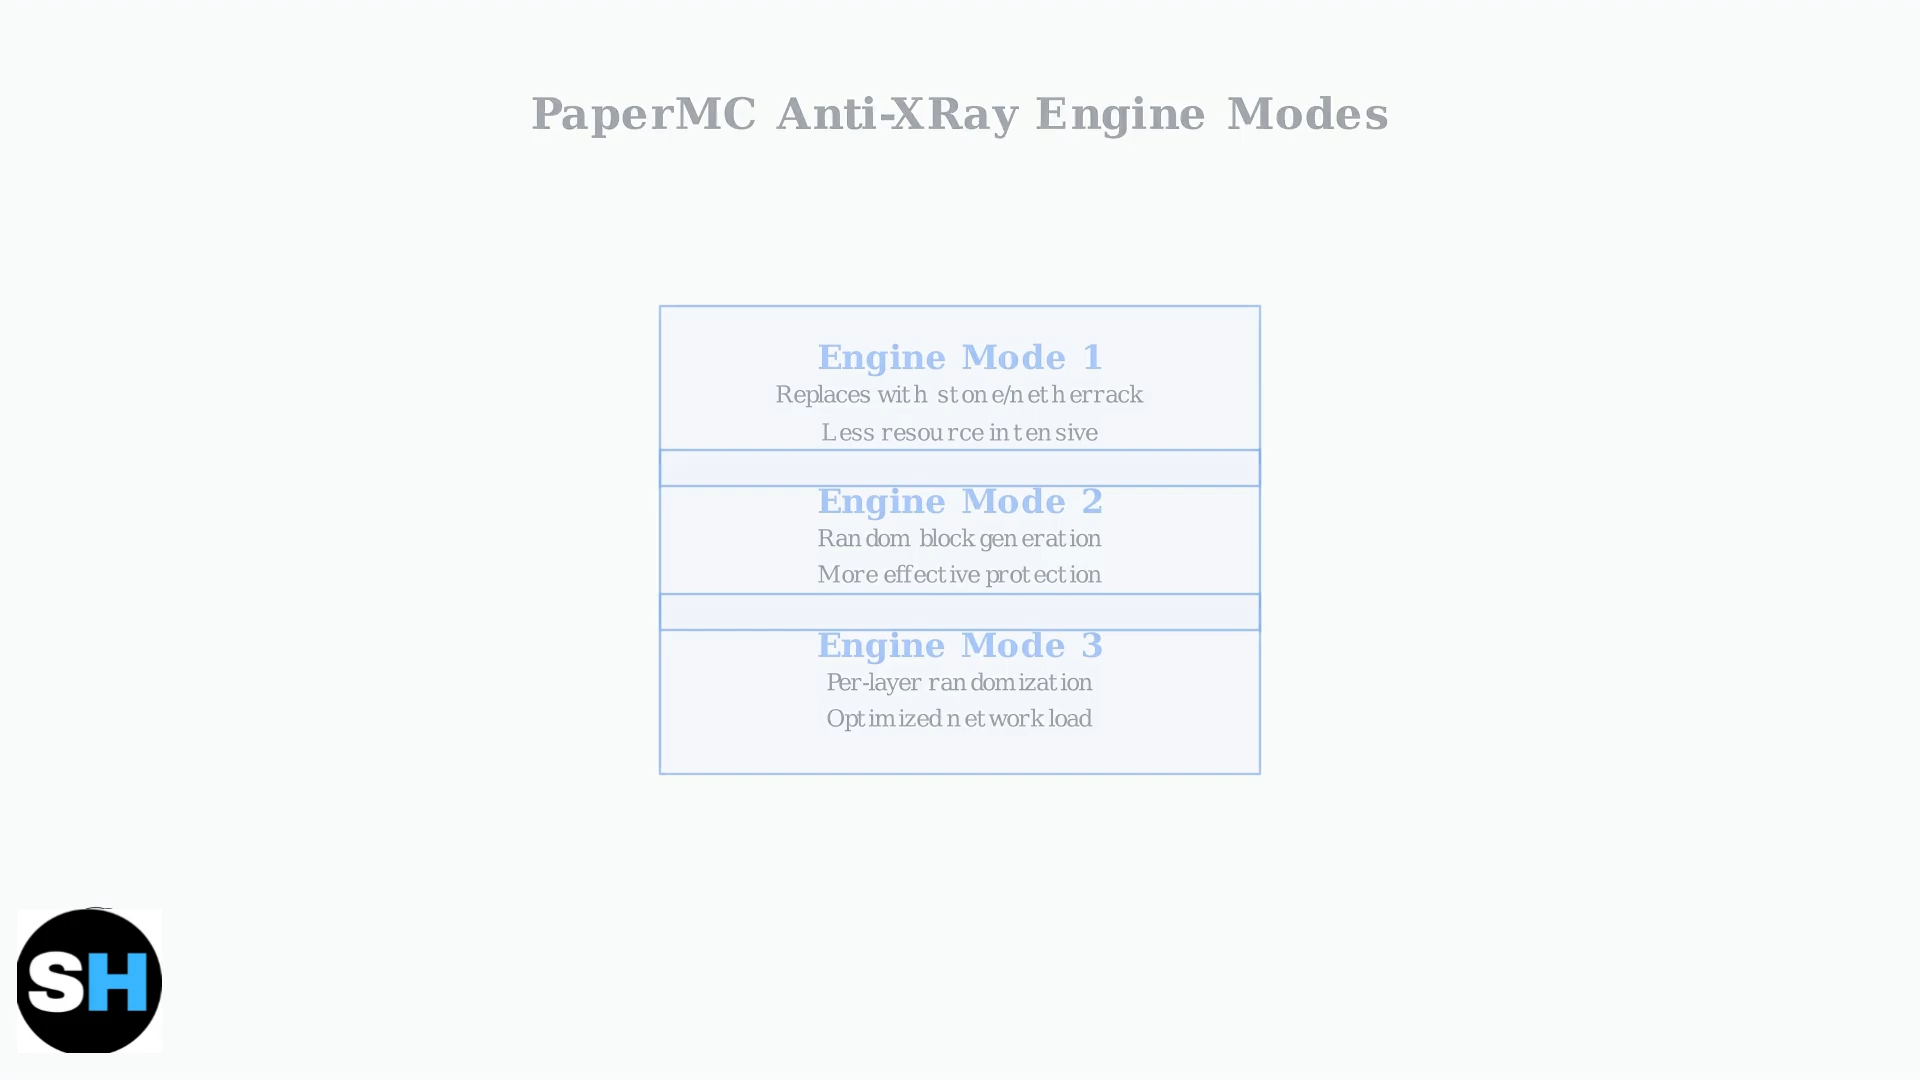 PaperMC Anti-XRay Engine Modes
Engine Mode 1
Replaces with stone/netherrack
Less resource intensive
Engine Mode 2
Random block generation
More effective protection
Engine Mode 3
Per-layer randomization
Optimized network load
SH